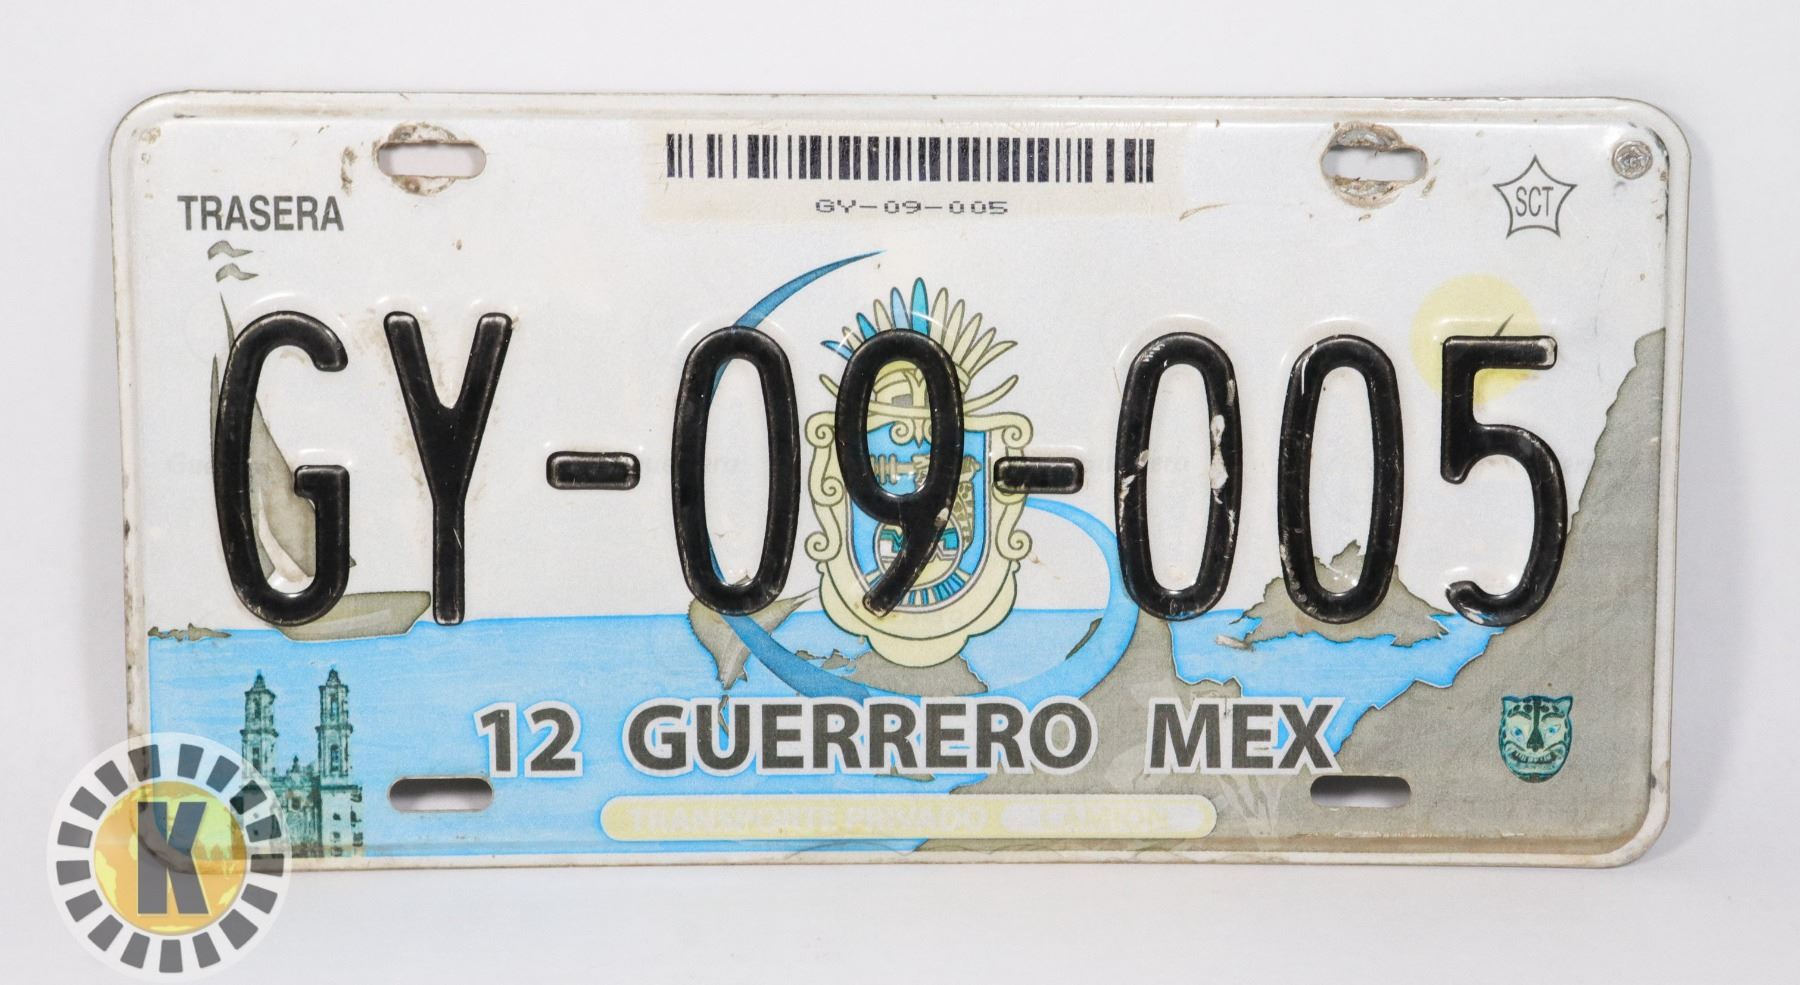 GY-09-005
TRASERA
SCT
GY-09-005
12 GUERRERO MEX
TRANSPORTE PRIVADO CAMION
K